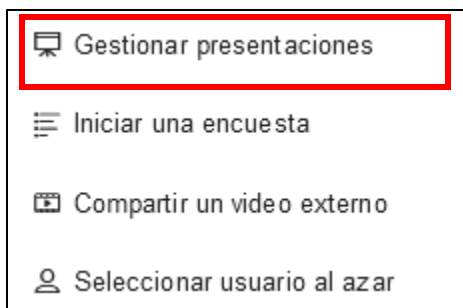 Gestionar presentaciones
Iniciar una encuesta
Compartir un video externo
Seleccionar usuario al azar